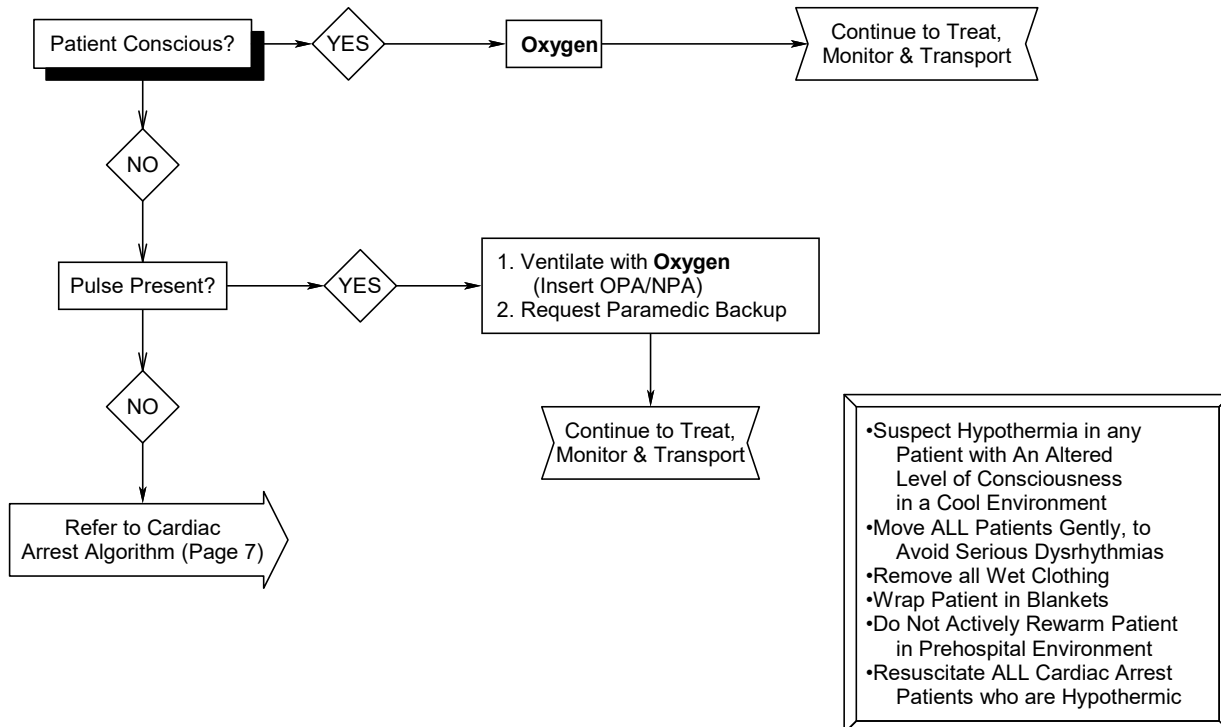 Patient Conscious?
YES
Oxygen
Continue to Treat,
Monitor & Transport
NO
Pulse Present?
YES
1. Ventilate with Oxygen
(Insert OPA/NPA)
2. Request Paramedic Backup
NO
Continue to Treat,
Monitor & Transport
Refer to Cardiac
Arrest Algorithm (Page 7)
•Suspect Hypothermia in any
Patient with An Altered
Level of Consciousness
in a Cool Environment
•Move ALL Patients Gently, to
Avoid Serious Dysrhythmias
•Remove all Wet Clothing
•Wrap Patient in Blankets
•Do Not Actively Rewarm Patient
in Prehospital Environment
•Resuscitate ALL Cardiac Arrest
Patients who are Hypothermic